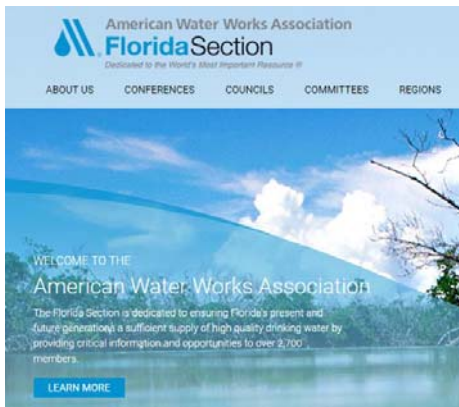 American Water Works Association
FloridaSection
Dedicated to the World's Most Important Resource ®
ABOUT US CONFERENCES COUNCILS COMMITTEES REGIONS
WELCOME TO THE
American Water Works Association
The Florida Section is dedicated to ensuring Florida's present and
future generations a sufficient supply of high quality drinking water by
providing critical information and opportunities to over 2,700
members.
LEARN MORE